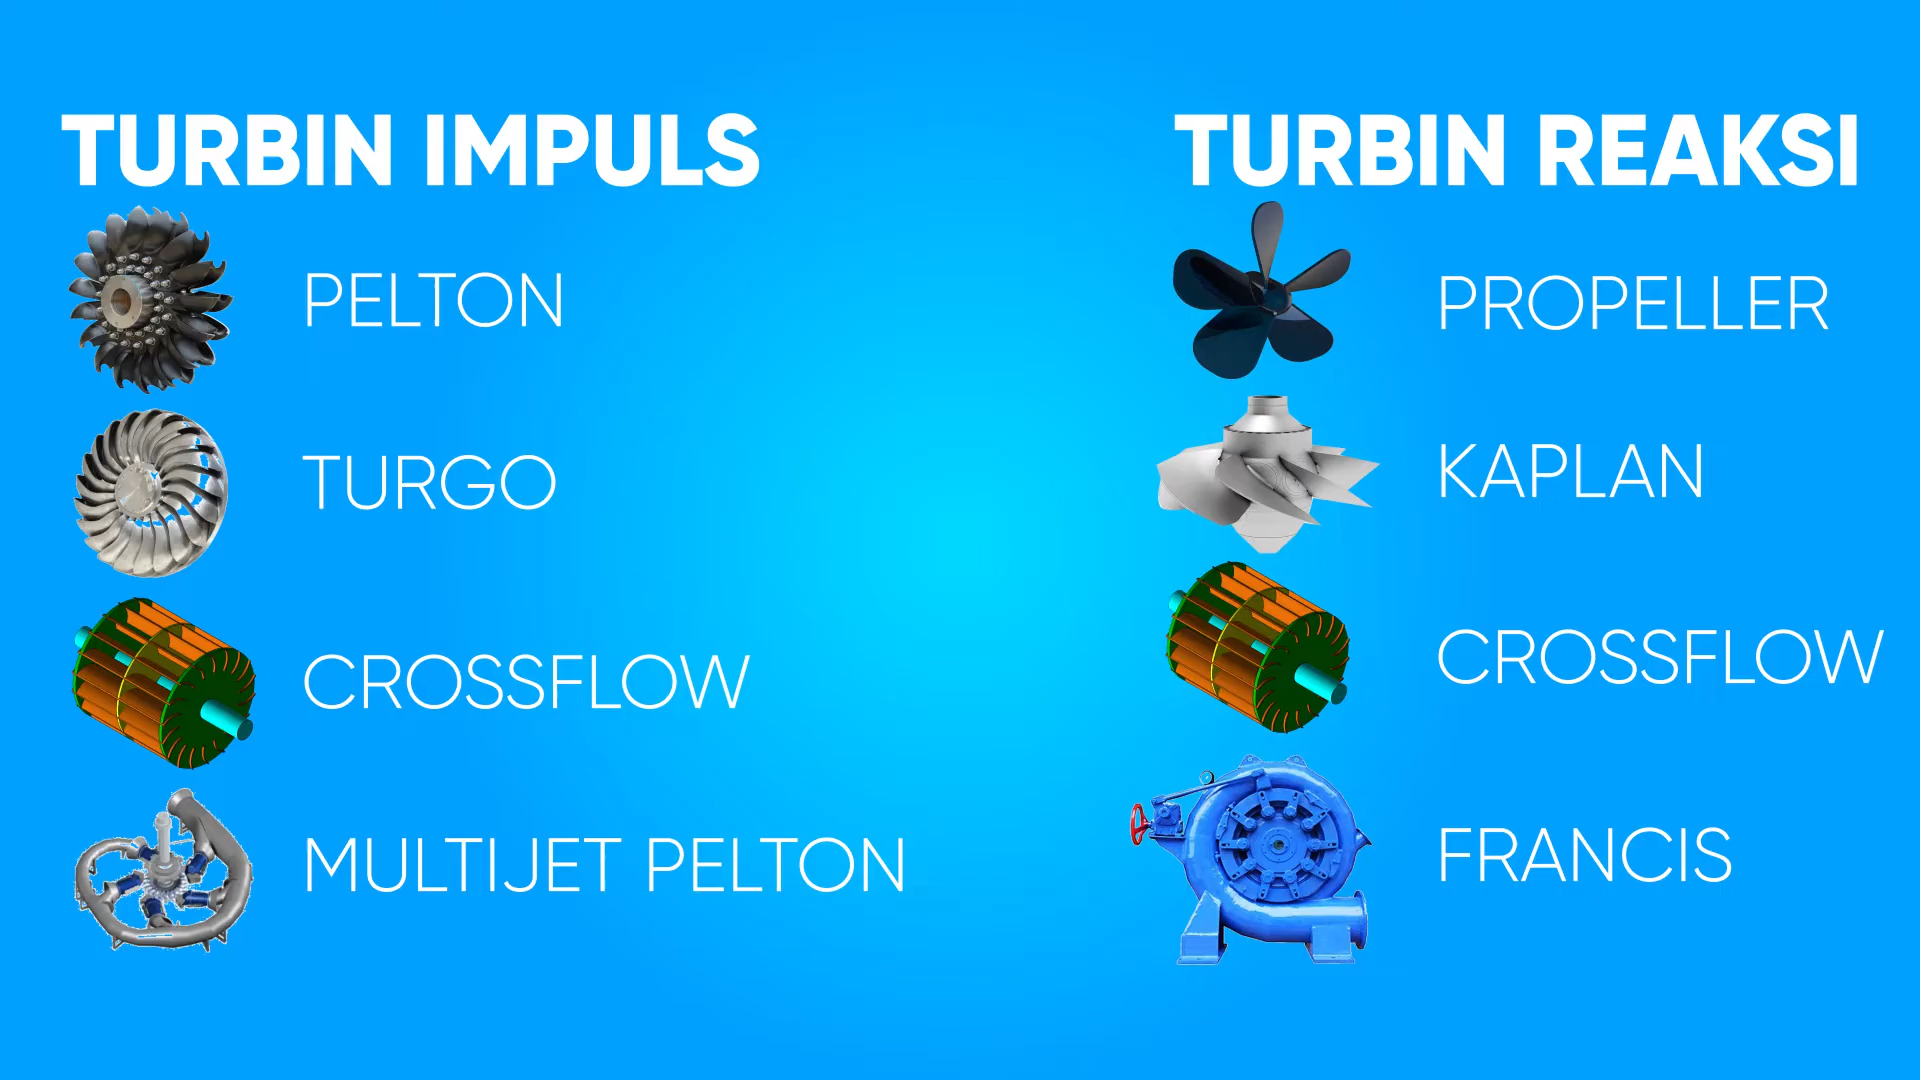 TURBIN IMPULS
PELTON
TURGO
CROSSFLOW
MULTIJET PELTON
TURBIN REAKSI
PROPELLER
KAPLAN
CROSSFLOW
FRANCIS